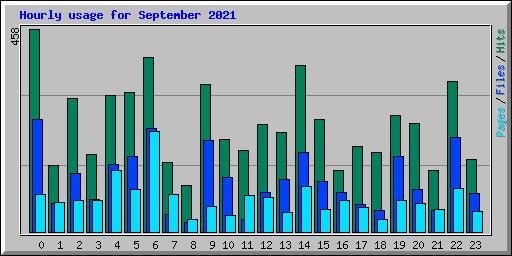 Hourly usage for September 2021
458
Pages/Files/Hits
0 1 2 3 4 5 6 7 8 9 10 11 12 13 14 15 16 17 18 19 20 21 22 23